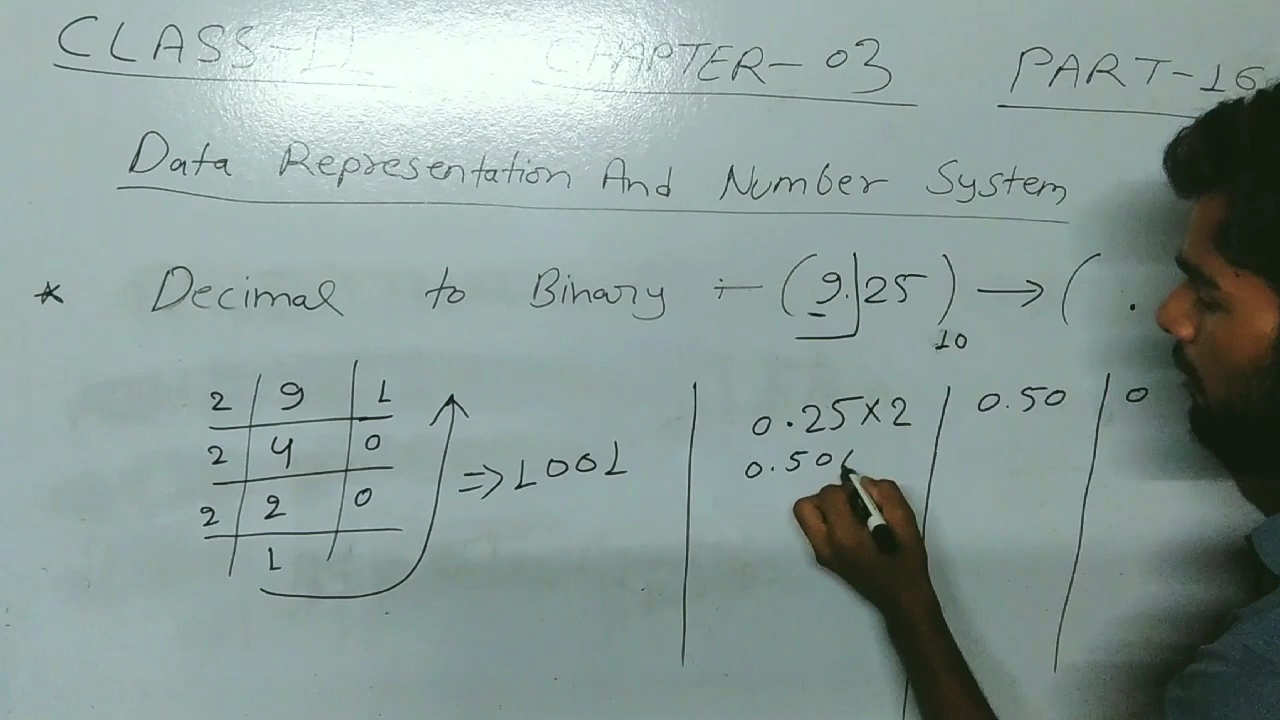 CLASS-11 CHAPTER-03 PART-16
Data Representation And Number System
* Decimal to Binary ÷ (9.25)10 → ( .
2 9 1
2 4 0
2 2 0
1
⇒ 1001
0.25×2 0.50 0
0.50